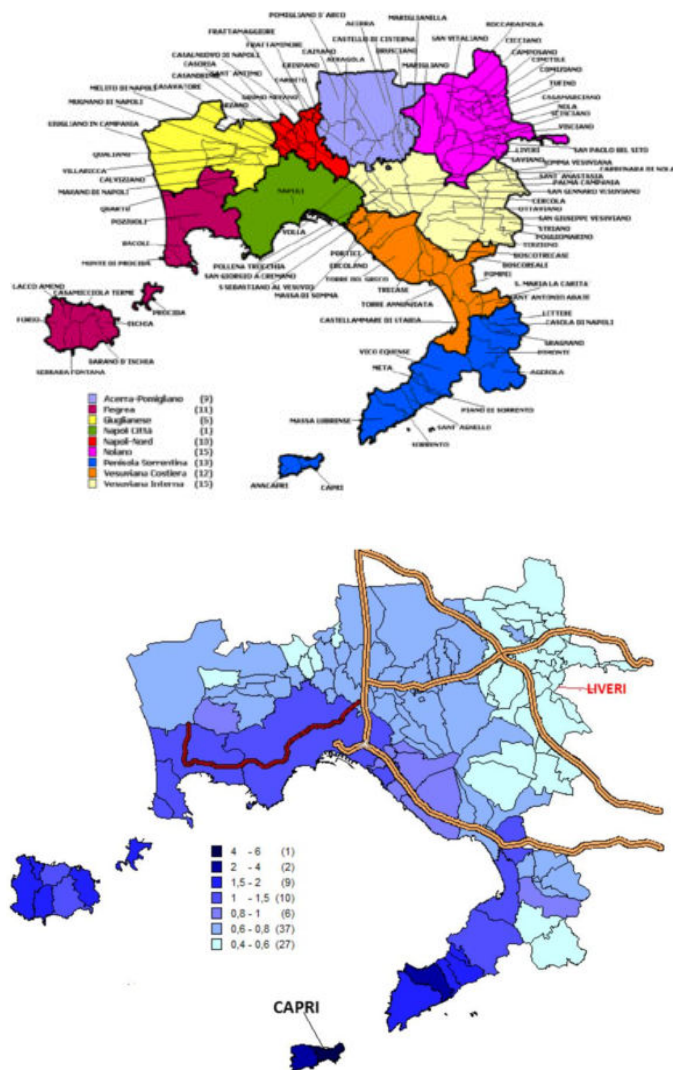 POMIGLIANO D'ARCO
ACERRA
MARIGLIANELLA
FRATTAMAGGIORE
CASTELLO DI CISTERNA
SAN VITALIANO
ROCCARAINOLA
FRATTAMINORE
CAIVANO
BRUSCIANO
CICCIANO
CASALNUOVO DI NAPOLI
CRISPANO
AFRAGOLA
MARIGLIANO
CAMPOSANO
CASORIA
SANT'ANTIMO
CARDITO
CIMITILE
CASANDRINO
COMIZIANO
CASAVATORE
GRUMO NEVANO
TUFINO
MELITO DI NAPOLI
ARZANO
CASAMARCIANO
MUGNANO DI NAPOLI
NOLA
GIUGLIANO IN CAMPANIA
VISCIANO
QUALIANO
LIVERI
SAN PAOLO BEL SITO
VILLARICCA
SAVIANO
SOMMA VESUVIANA
CALVIZZANO
SANT'ANASTASIA
CARBONARA DI NOLA
MARANO DI NAPOLI
PALMA CAMPANIA
QUARTO
NAPOLI
SAN GENNARO VESUVIANO
CERCOLA
POZZUOLI
OTTAVIANO
VOLLA
SAN GIUSEPPE VESUVIANO
STRIANO
BACOLI
POGGIOMARINO
MONTE DI PROCIDA
POLLENA TROCCHIA
PORTICI
TERZIGNO
SAN GIORGIO A CREMANO
ERCOLANO
BOSCOTRECASE
S SEBASTIANO AL VESUVIO
TORRE DEL GRECO
BOSCOREALE
MASSA DI SOMMA
TRECASE
POMPEI
LACCO AMENO
CASAMICCIOLA TERME
PROCIDA
TORRE ANNUNZIATA
S. MARIA LA CARITA'
CASTELLAMMARE DI STABIA
SANT'ANTONIO ABATE
FORIO
ISCHIA
LETTERE
CASOLA DI NAPOLI
BARANO D'ISCHIA
GRAGNANO
SERRARA FONTANA
VICO EQUENSE
PIMONTE
META
AGEROLA
Acerra-Pomigliano (9)
Flegrea (11)
Giuglianese (6)
Napoli Città (1)
Napoli-Nord (10)
Nolano (15)
Penisola Sorrentina (13)
Vesuviana Costiera (12)
Vesuviana Interna (15)
PIANO DI SORRENTO
MASSA LUBRENSE
SANT'AGNELLO
SORRENTO
ANACAPRI
CAPRI
LIVERI
4 - 6 (1)
2 - 4 (2)
1,5 - 2 (9)
1 - 1,5 (10)
0,8 - 1 (6)
0,6 - 0,8 (37)
0,4 - 0,6 (27)
CAPRI